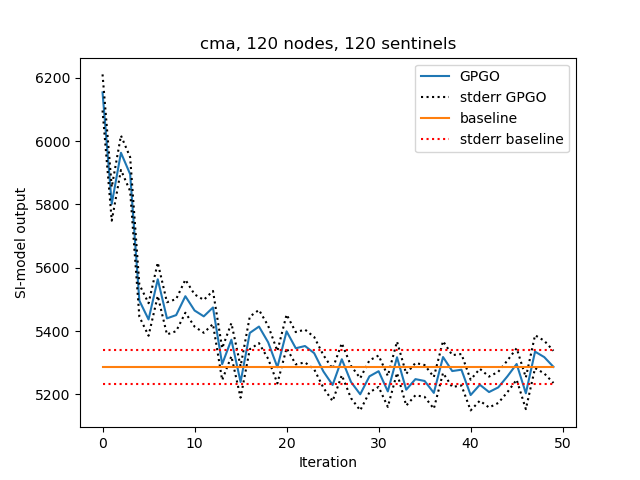 cma, 120 nodes, 120 sentinels
GPGO
stderr GPGO
baseline
stderr baseline
SI-model output
6200
6000
5800
5600
5400
5200
0 10 20 30 40 50
Iteration